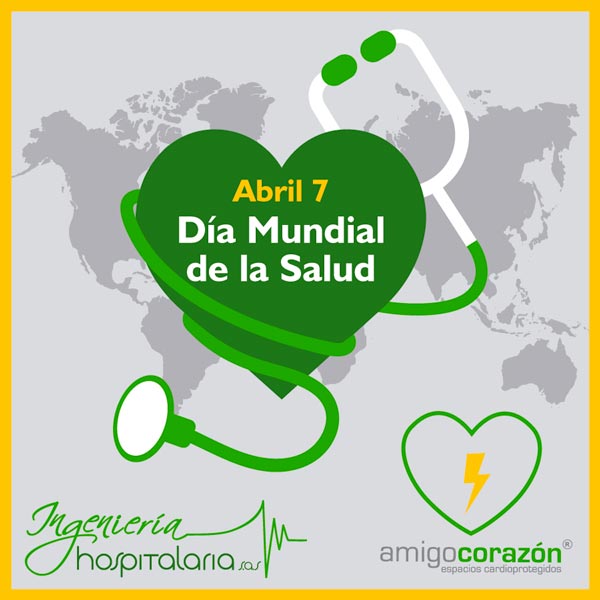 Abril 7
Día Mundial
de la Salud
Ingeniería
hospitalaria s.a.s
amigocorazón®
espacios cardioprotegidos